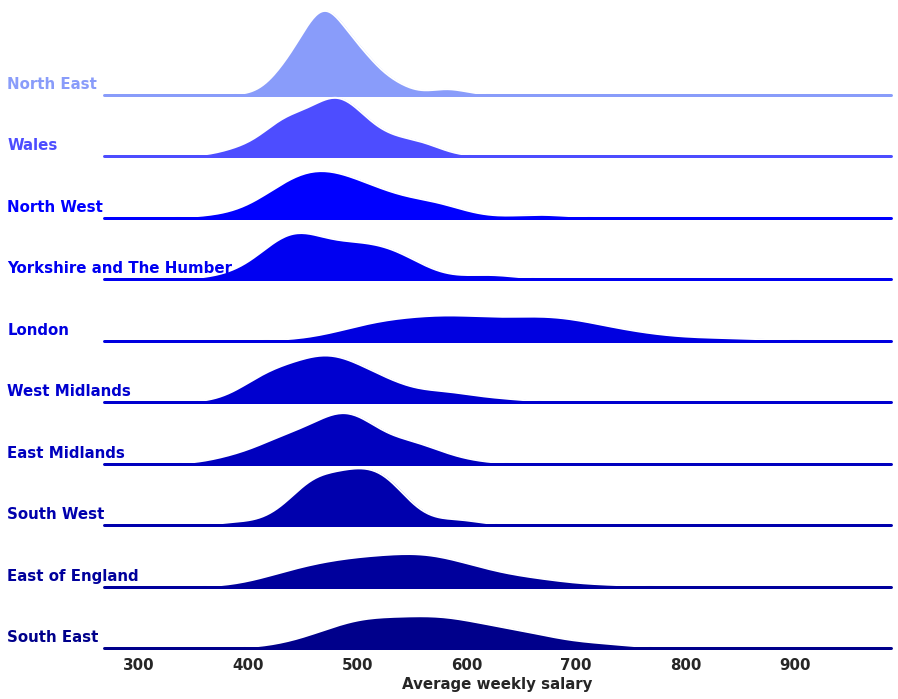 North East
Wales
North West
Yorkshire and The Humber
London
West Midlands
East Midlands
South West
East of England
South East
300 400 500 600 700 800 900
Average weekly salary